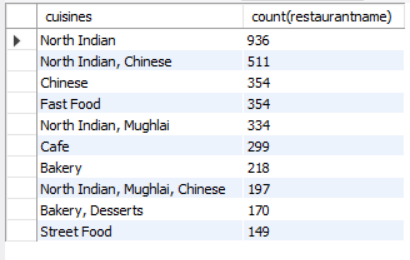 cuisines count(restaurantname)
North Indian 936
North Indian, Chinese 511
Chinese 354
Fast Food 354
North Indian, Mughlai 334
Cafe 299
Bakery 218
North Indian, Mughlai, Chinese 197
Bakery, Desserts 170
Street Food 149